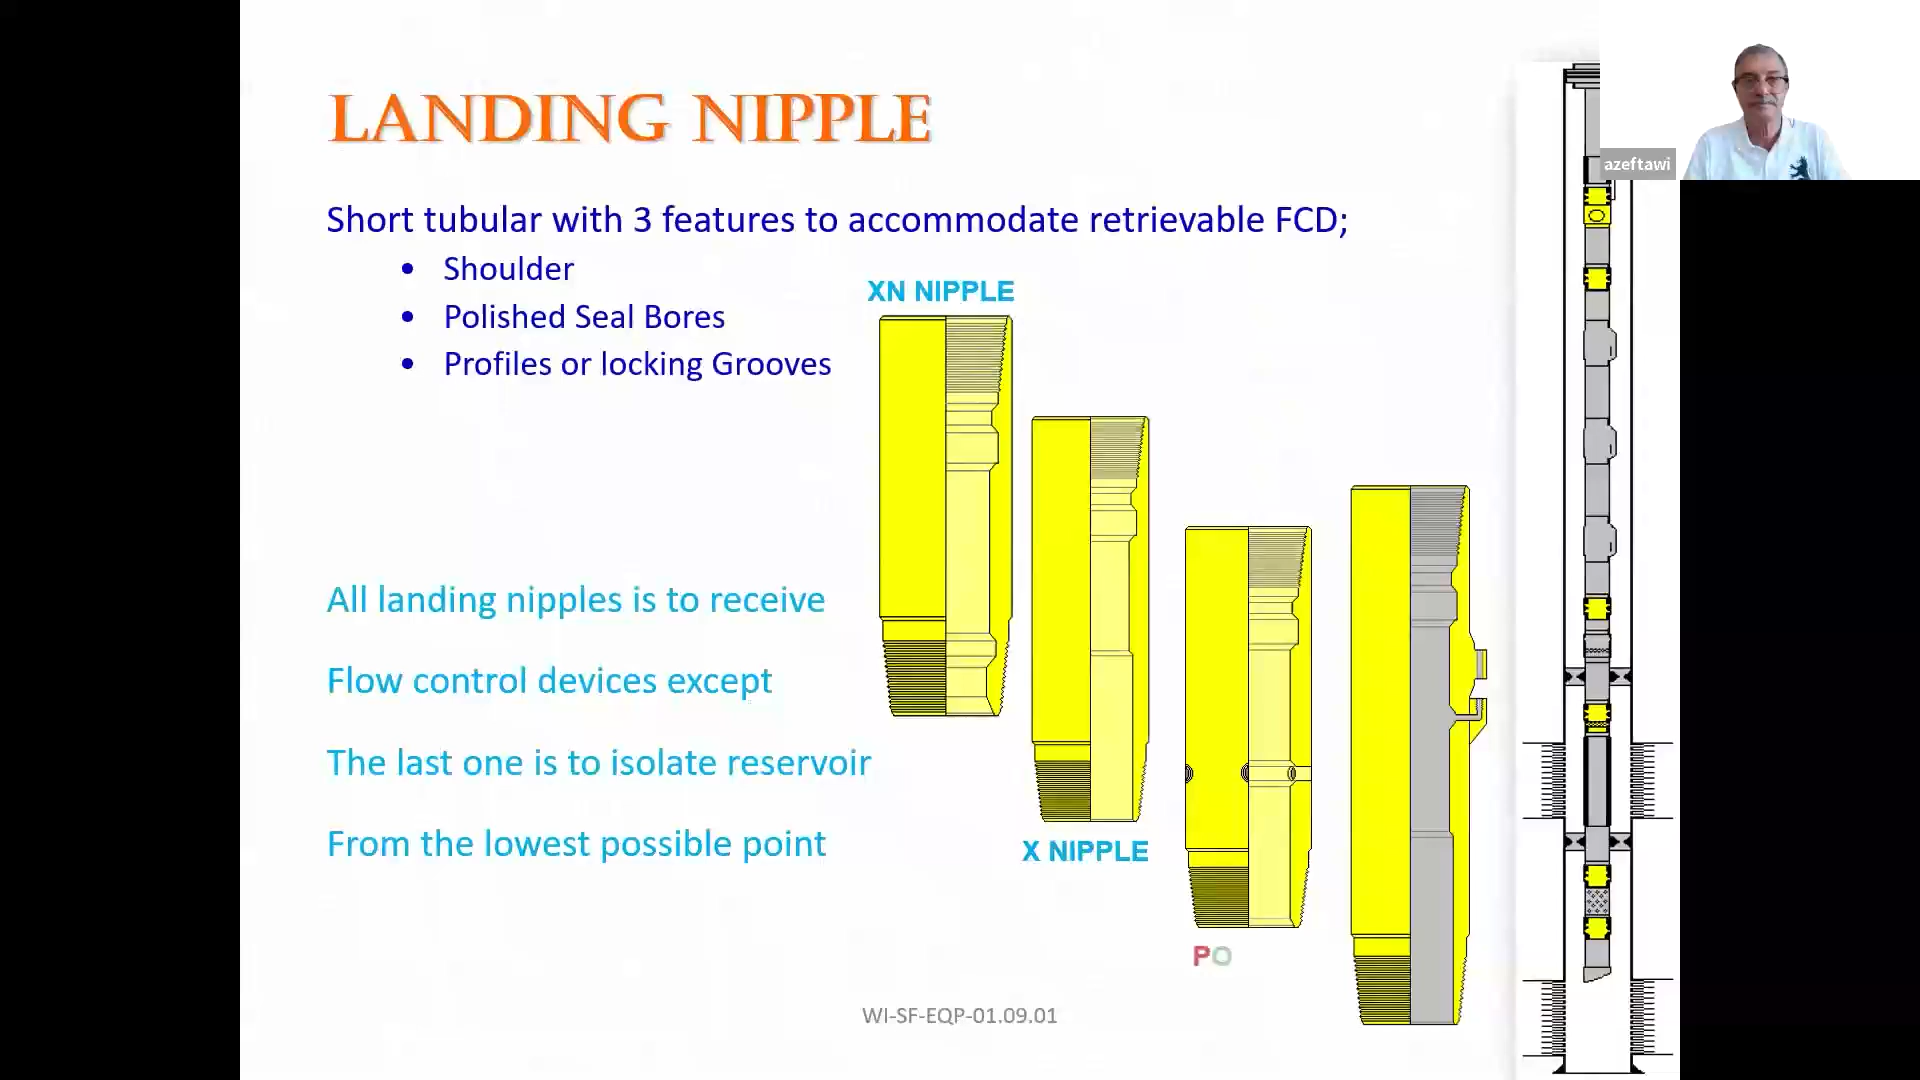 LANDING NIPPLE
azeftawi
Short tubular with 3 features to accommodate retrievable FCD;
• Shoulder
• Polished Seal Bores
• Profiles or locking Grooves
XN NIPPLE
All landing nipples is to receive
Flow control devices except
The last one is to isolate reservoir
From the lowest possible point
X NIPPLE
PO
WI-SF-EQP-01.09.01